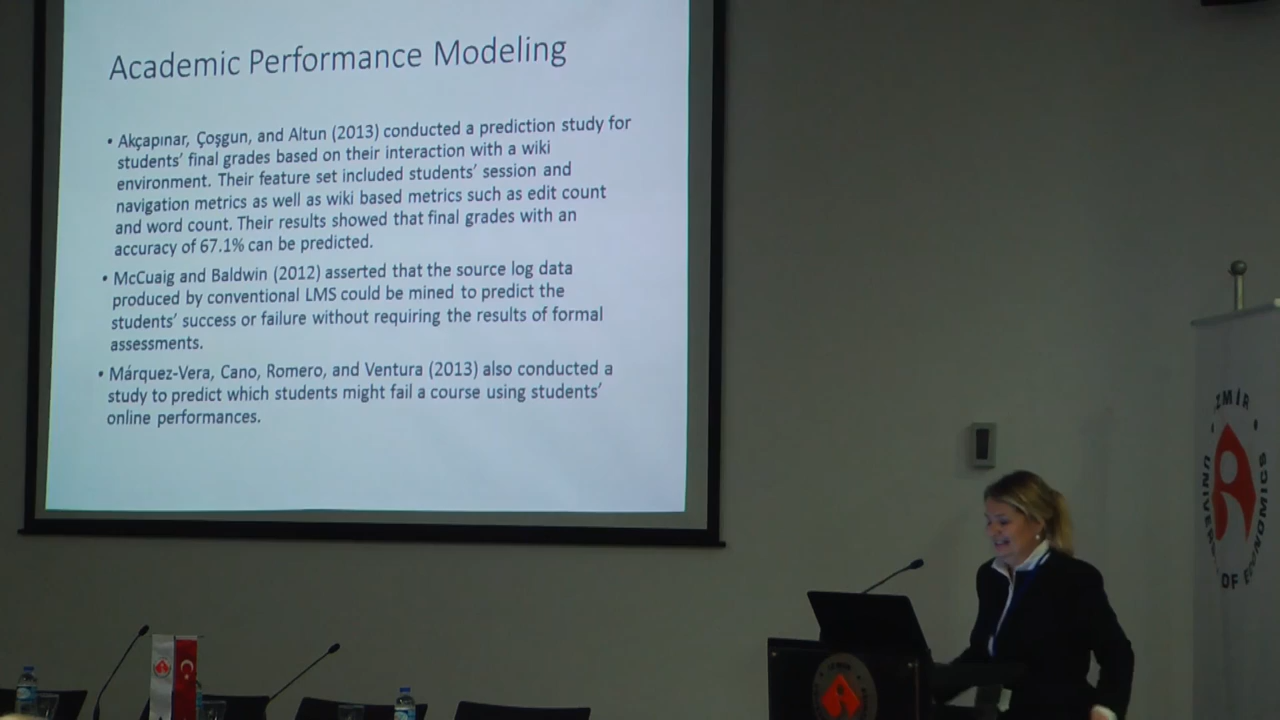 Academic Performance Modeling
• Akçapınar, Çoşgun, and Altun (2013) conducted a prediction study for
students' final grades based on their interaction with a wiki
environment. Their feature set included students' session and
navigation metrics as well as wiki based metrics such as edit count
and word count. Their results showed that final grades with an
accuracy of 67.1% can be predicted.
• McCuaig and Baldwin (2012) asserted that the source log data
produced by conventional LMS could be mined to predict the
students' success or failure without requiring the results of formal
assessments.
• Márquez-Vera, Cano, Romero, and Ventura (2013) also conducted a
study to predict which students might fail a course using students'
online performances.
İZMİR
OF ECONOMICS